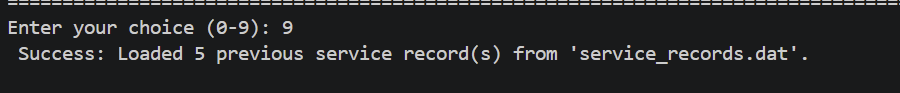 ================================================================================
Enter your choice (0-9): 9
 Success: Loaded 5 previous service record(s) from 'service_records.dat'.